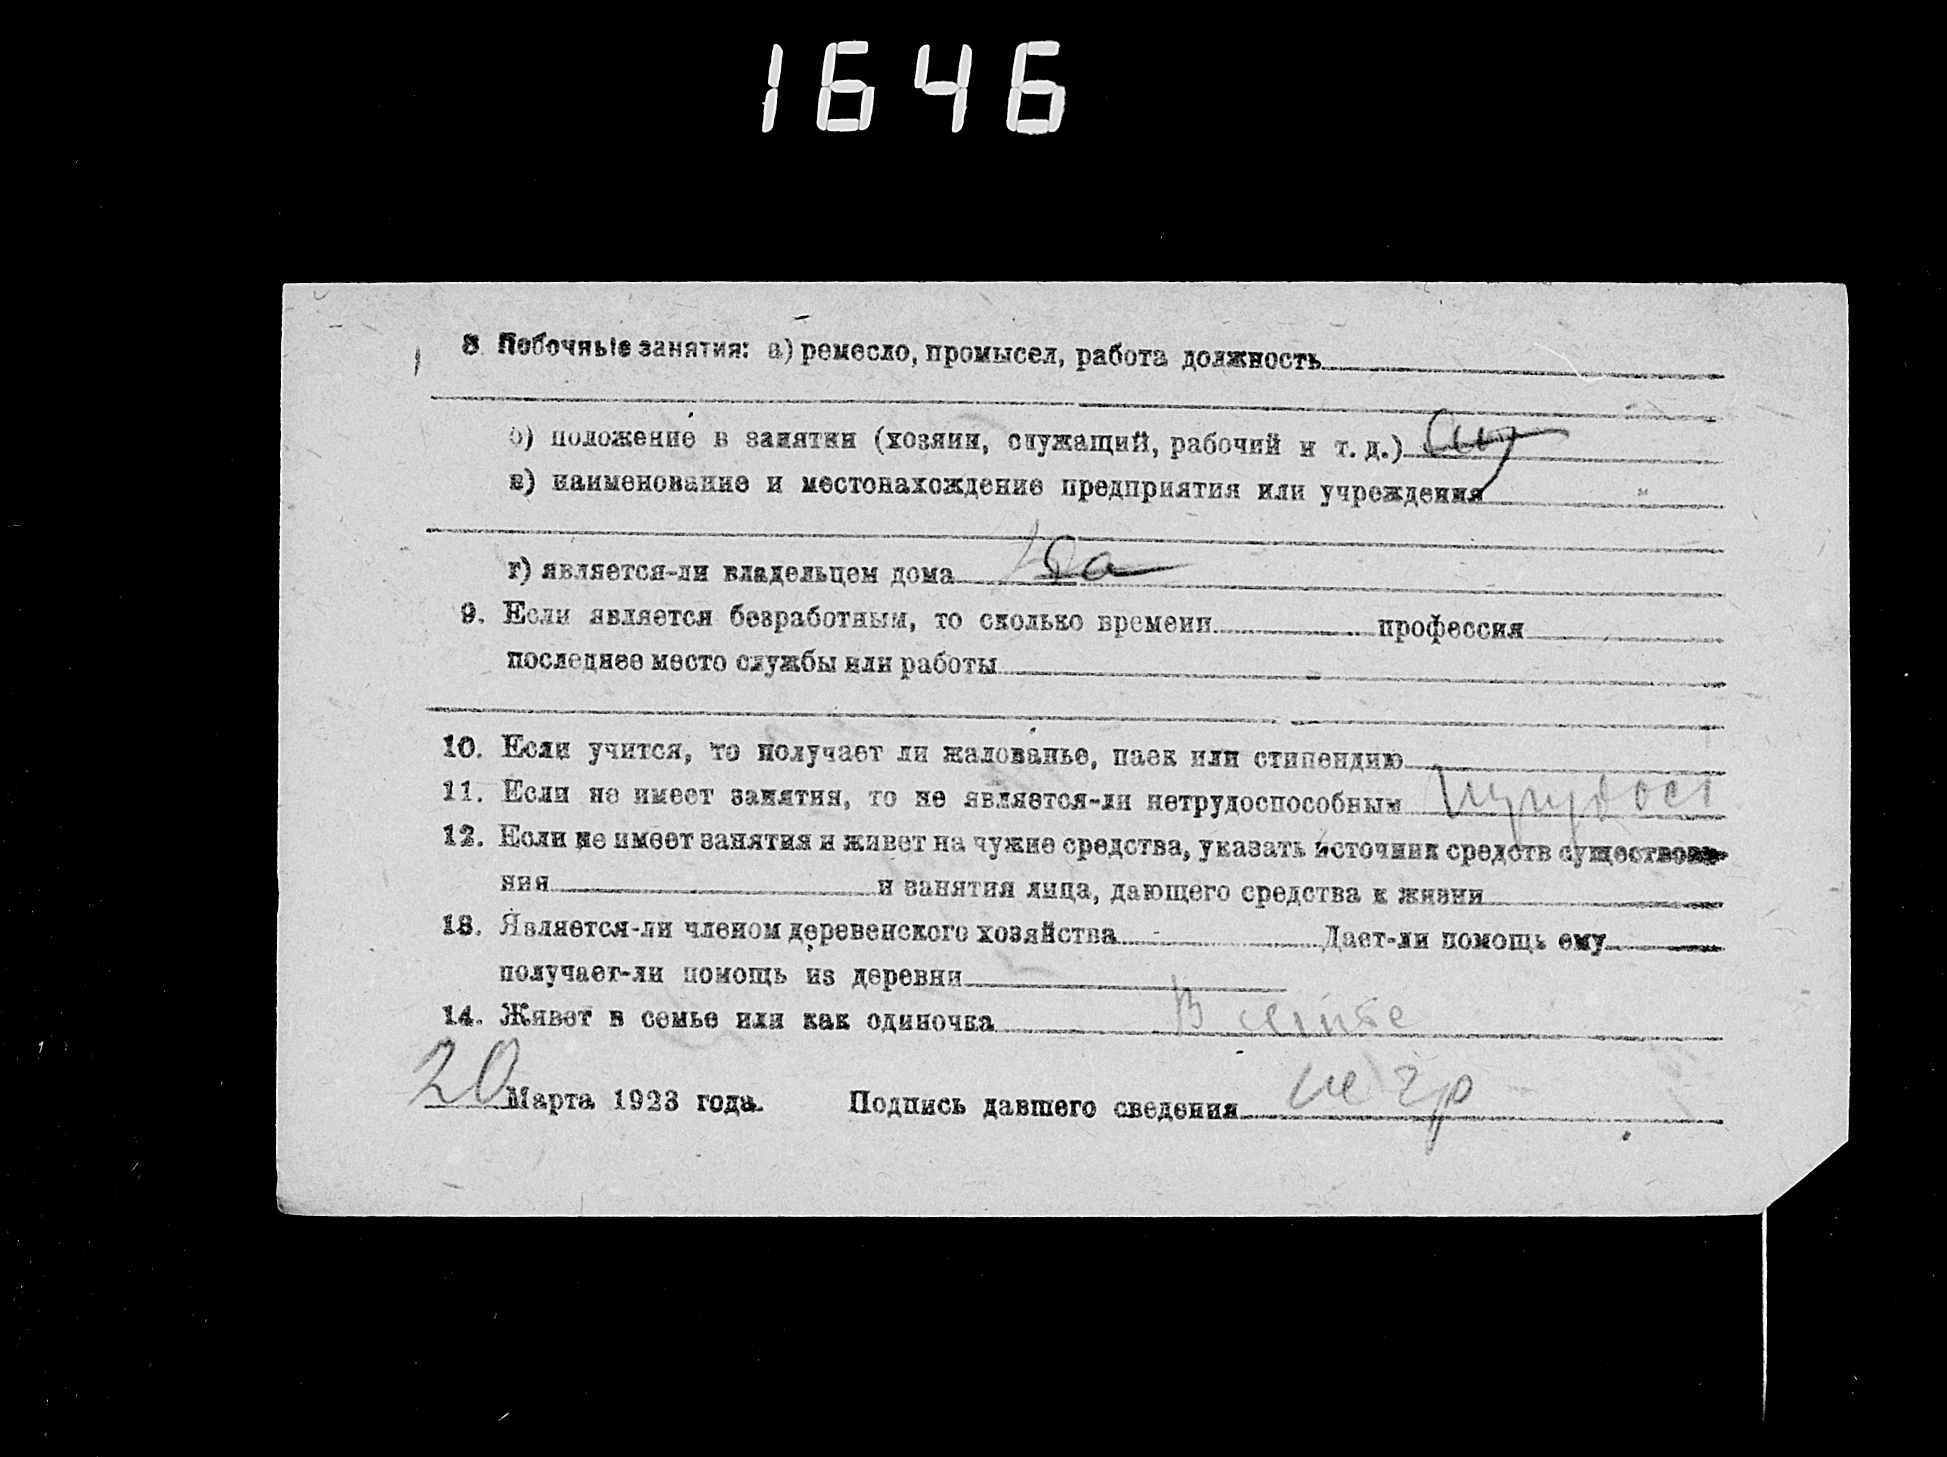 1646
8 Побочные занятия: а) ремесло, промысел, работа должность
б) положение в занятии (хозяин, служащий, рабочий и т. д.)
в) наименование и местонахождение предприятия или учреждения
г) является-ли владельцем дома Да
9. Если является безработным, то сколько времени профессия
последнее место службы или работы
10. Если учится, то получает ли жалованье, паек или стипендию
11. Если не имеет занятия, то не является-ли нетрудоспособным
12. Если не имеет занятия и живет на чужие средства, указать источник средств существова-
ния и занятия лица, дающего средства к жизни
13. Является-ли членом деревенского хозяйства Дает-ли помощь ему
получает-ли помощь из деревни
14. Живет в семье или как одиночка В семье
20 Марта 1923 года. Подпись давшего сведения не гр